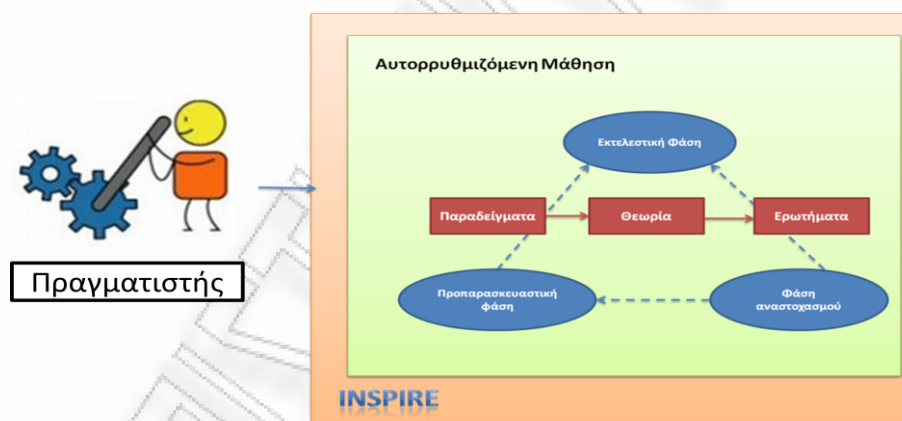 Αυτορρυθμιζόμενη Μάθηση
Εκτελεστική Φάση
Παραδείγματα
Θεωρία
Ερωτήματα
Πραγματιστής
Προπαρασκευαστική
φάση
Φάση
αναστοχασμού
INSPIRE